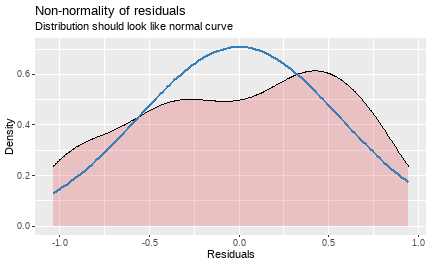 Non-normality of residuals
Distribution should look like normal curve
Density
0.6
0.4
0.2
0.0
-1.0 -0.5 0.0 0.5 1.0
Residuals